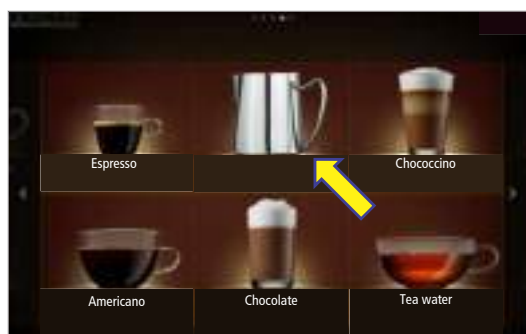 Espresso
Chococcino
Americano
Chocolate
Tea water